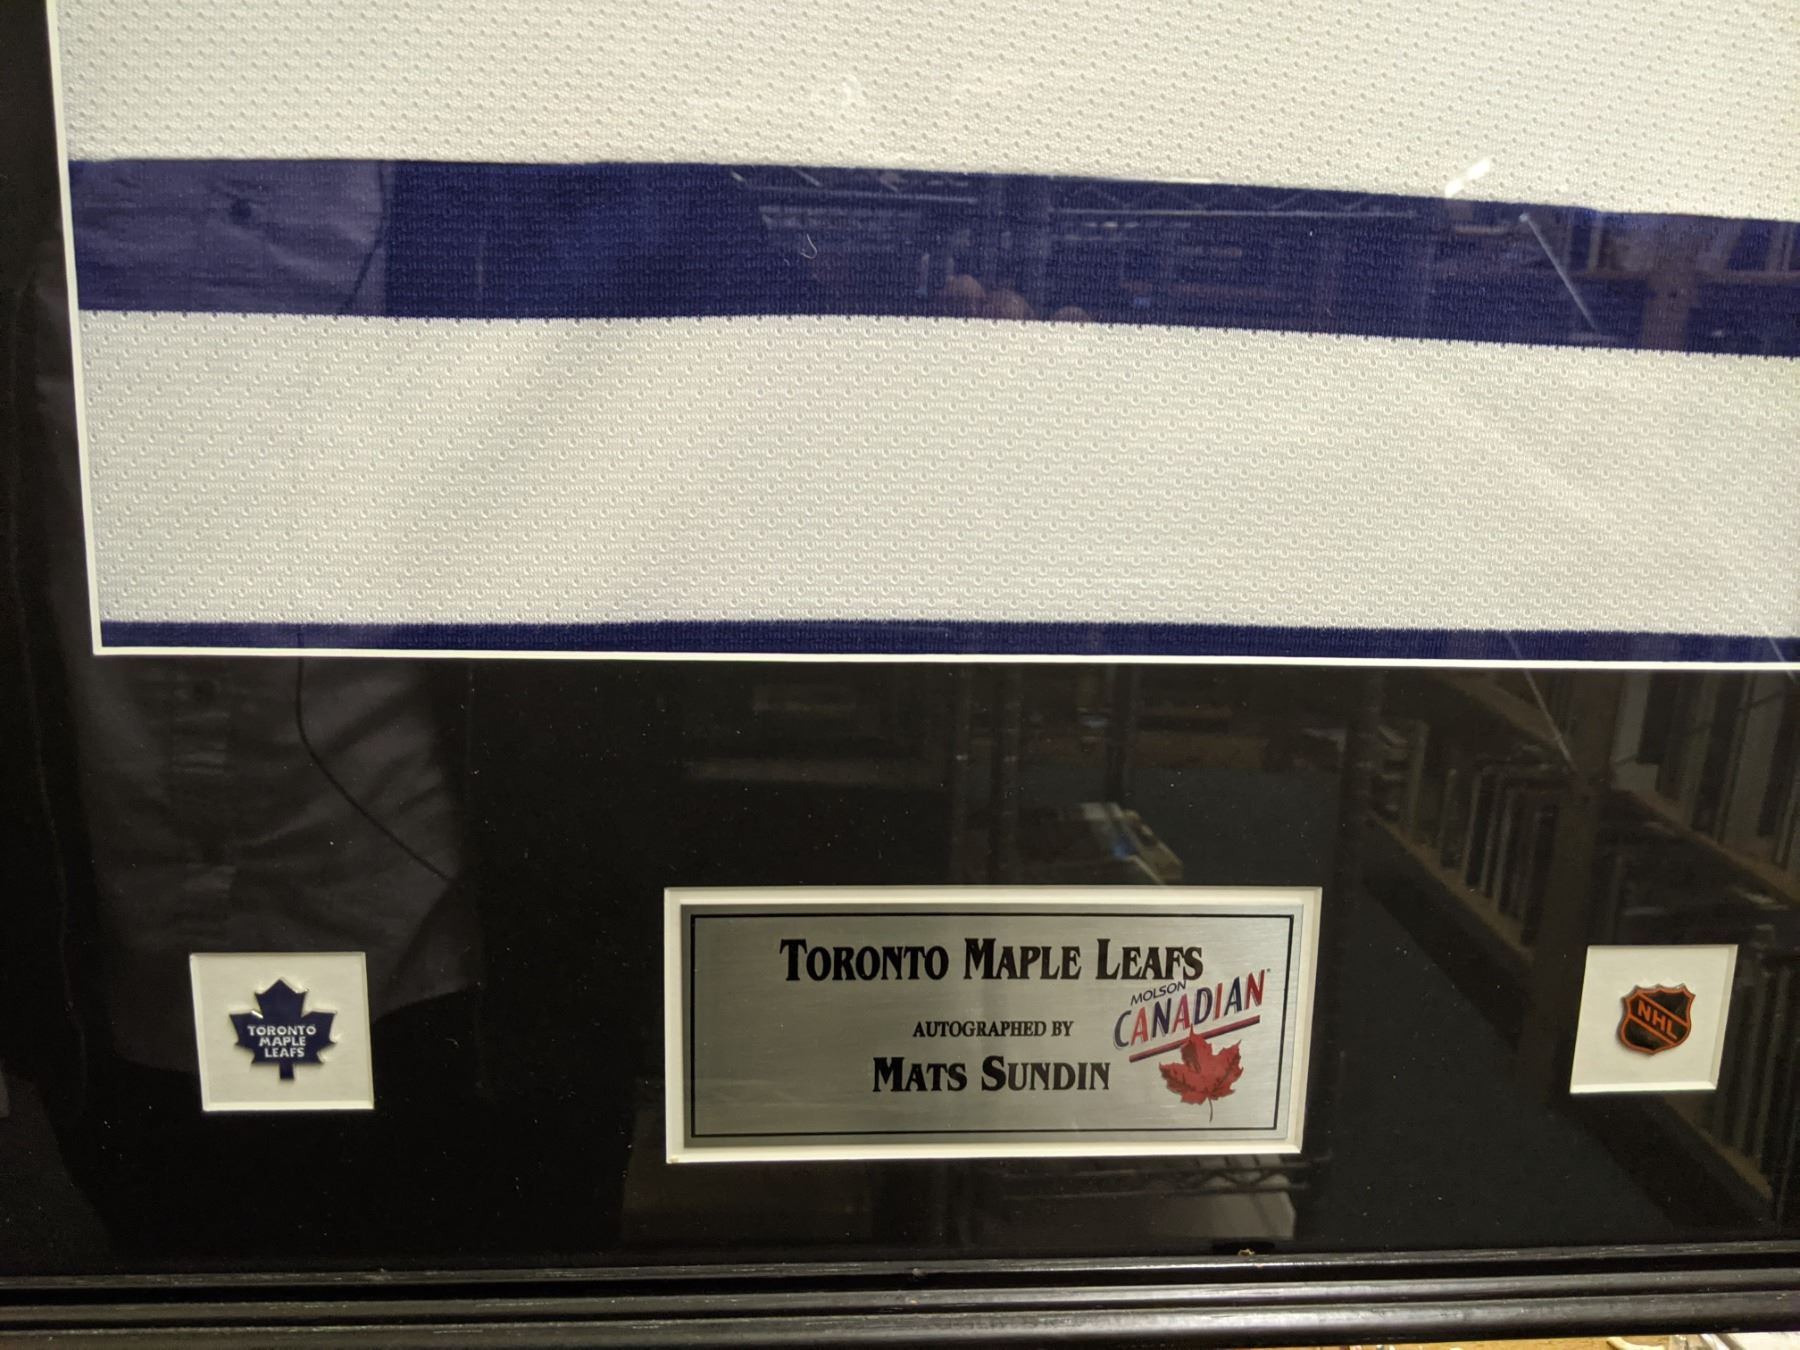 TORONTO MAPLE LEAFS
MOLSON
CANADIAN
AUTOGRAPHED BY
MATS SUNDIN
TORONTO
MAPLE
LEAFS
NHL